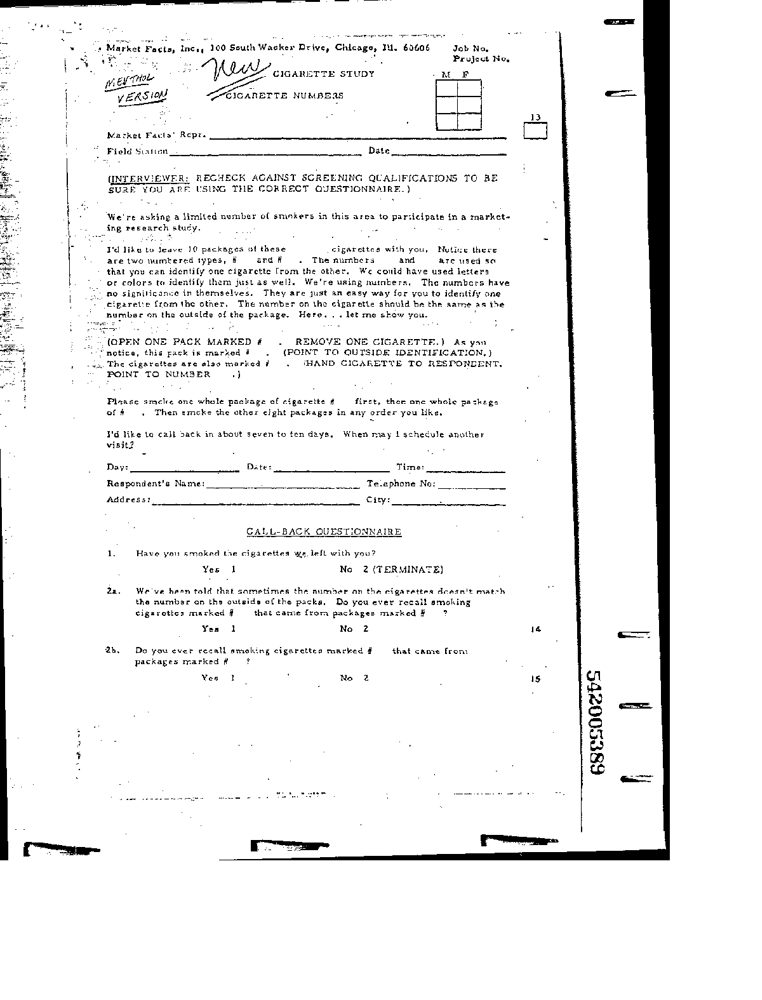 Market Facts, Inc., 100 South Wacker Drive, Chicago, Ill. 60606 Job No.
Project No.
MENTHOL VERSION
New
CIGARETTE STUDY
M F
CIGARETTE NUMBERS
13
Market Facts' Repr.
Field Station Date
(INTERVIEWER: RECHECK AGAINST SCREENING QUALIFICATIONS TO BE
SURE YOU ARE USING THE CORRECT QUESTIONNAIRE.)
We're asking a limited number of smokers in this area to participate in a market-
ing research study.
I'd like to leave 10 packages of these cigarettes with you. Notice there
are two numbered types, # and # . The numbers and are used so
that you can identify one cigarette from the other. We could have used letters
or colors to identify them just as well. We're using numbers. The numbers have
no significance in themselves. They are just an easy way for you to identify one
cigarette from the other. The number on the cigarette should be the same as the
number on the outside of the package. Here. . . let me show you.
(OPEN ONE PACK MARKED # . REMOVE ONE CIGARETTE.) As you
notice, this pack is marked # . (POINT TO OUTSIDE IDENTIFICATION.)
The cigarettes are also marked # . (HAND CIGARETTE TO RESPONDENT.
POINT TO NUMBER .)
Please smoke one whole package of cigarette # first, then one whole package
of # . Then smoke the other eight packages in any order you like.
I'd like to call back in about seven to ten days. When may I schedule another
visit?
Day: Date: Time:
Respondent's Name: Telephone No:
Address: City:
CALL-BACK QUESTIONNAIRE
1. Have you smoked the cigarettes we left with you?
Yes 1 No 2 (TERMINATE)
2a. We've been told that sometimes the number on the cigarettes doesn't match
the number on the outside of the packs. Do you ever recall smoking
cigarettes marked # that came from packages marked # ?
Yes 1 No 2 14
2b. Do you ever recall smoking cigarettes marked # that came from
packages marked # ?
Yes 1 No 2 15
542005389